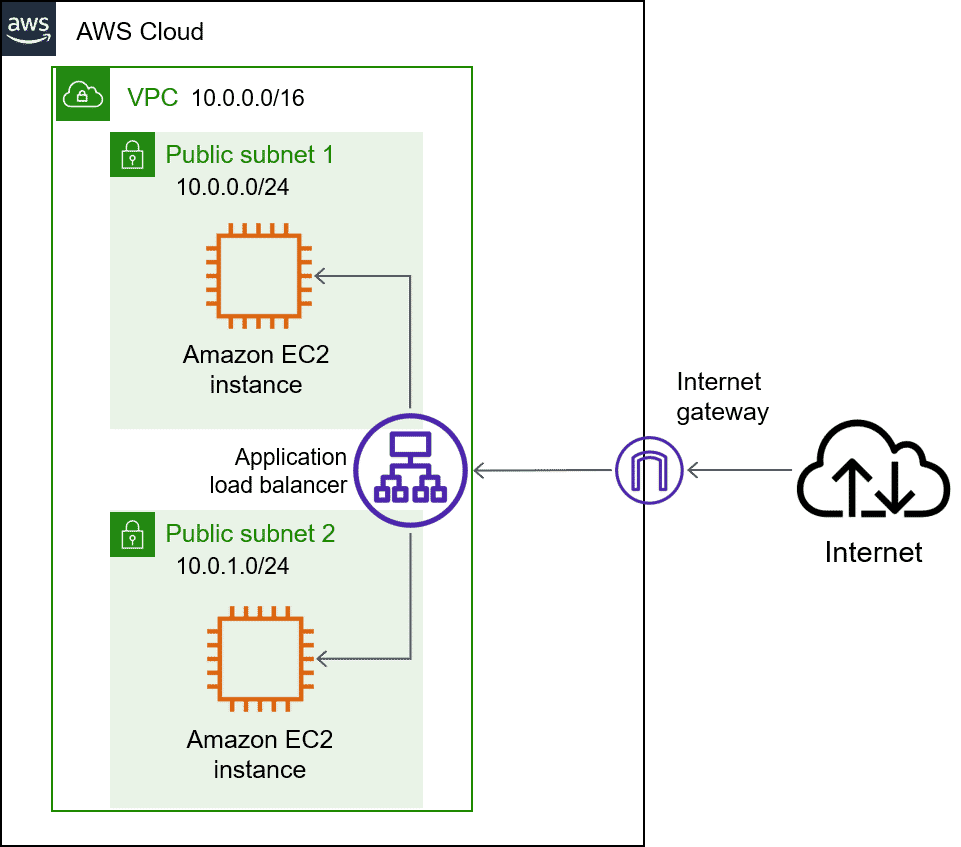 aws
AWS Cloud
VPC 10.0.0.0/16
Public subnet 1
10.0.0.0/24
Amazon EC2
instance
Application
load balancer
Public subnet 2
10.0.1.0/24
Amazon EC2
instance
Internet
gateway
Internet